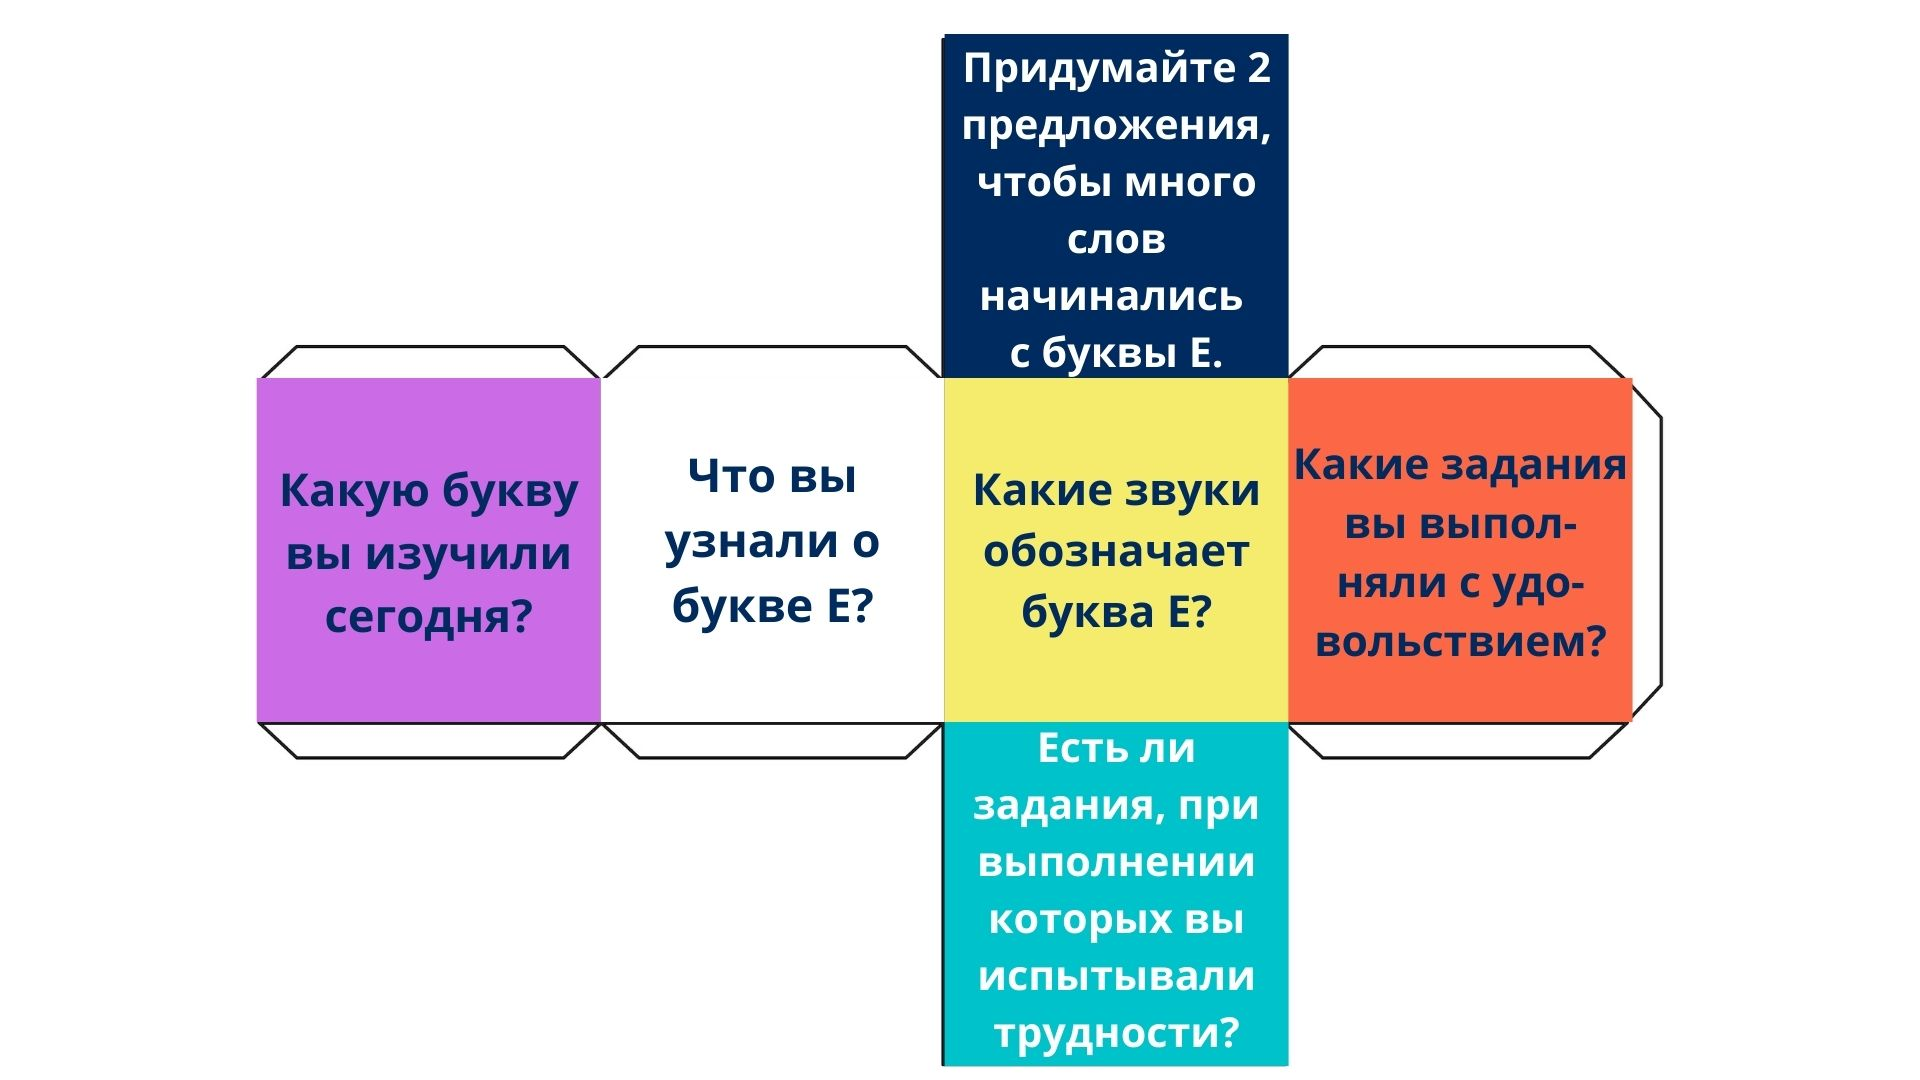 Придумайте 2
предложения,
чтобы много
слов
начинались
с буквы Е.
Какую букву
вы изучили
сегодня?
Что вы
узнали о
букве Е?
Какие звуки
обозначает
буква Е?
Какие задания
вы выпол-
няли с удо-
вольствием?
Есть ли
задания, при
выполнении
которых вы
испытывали
трудности?